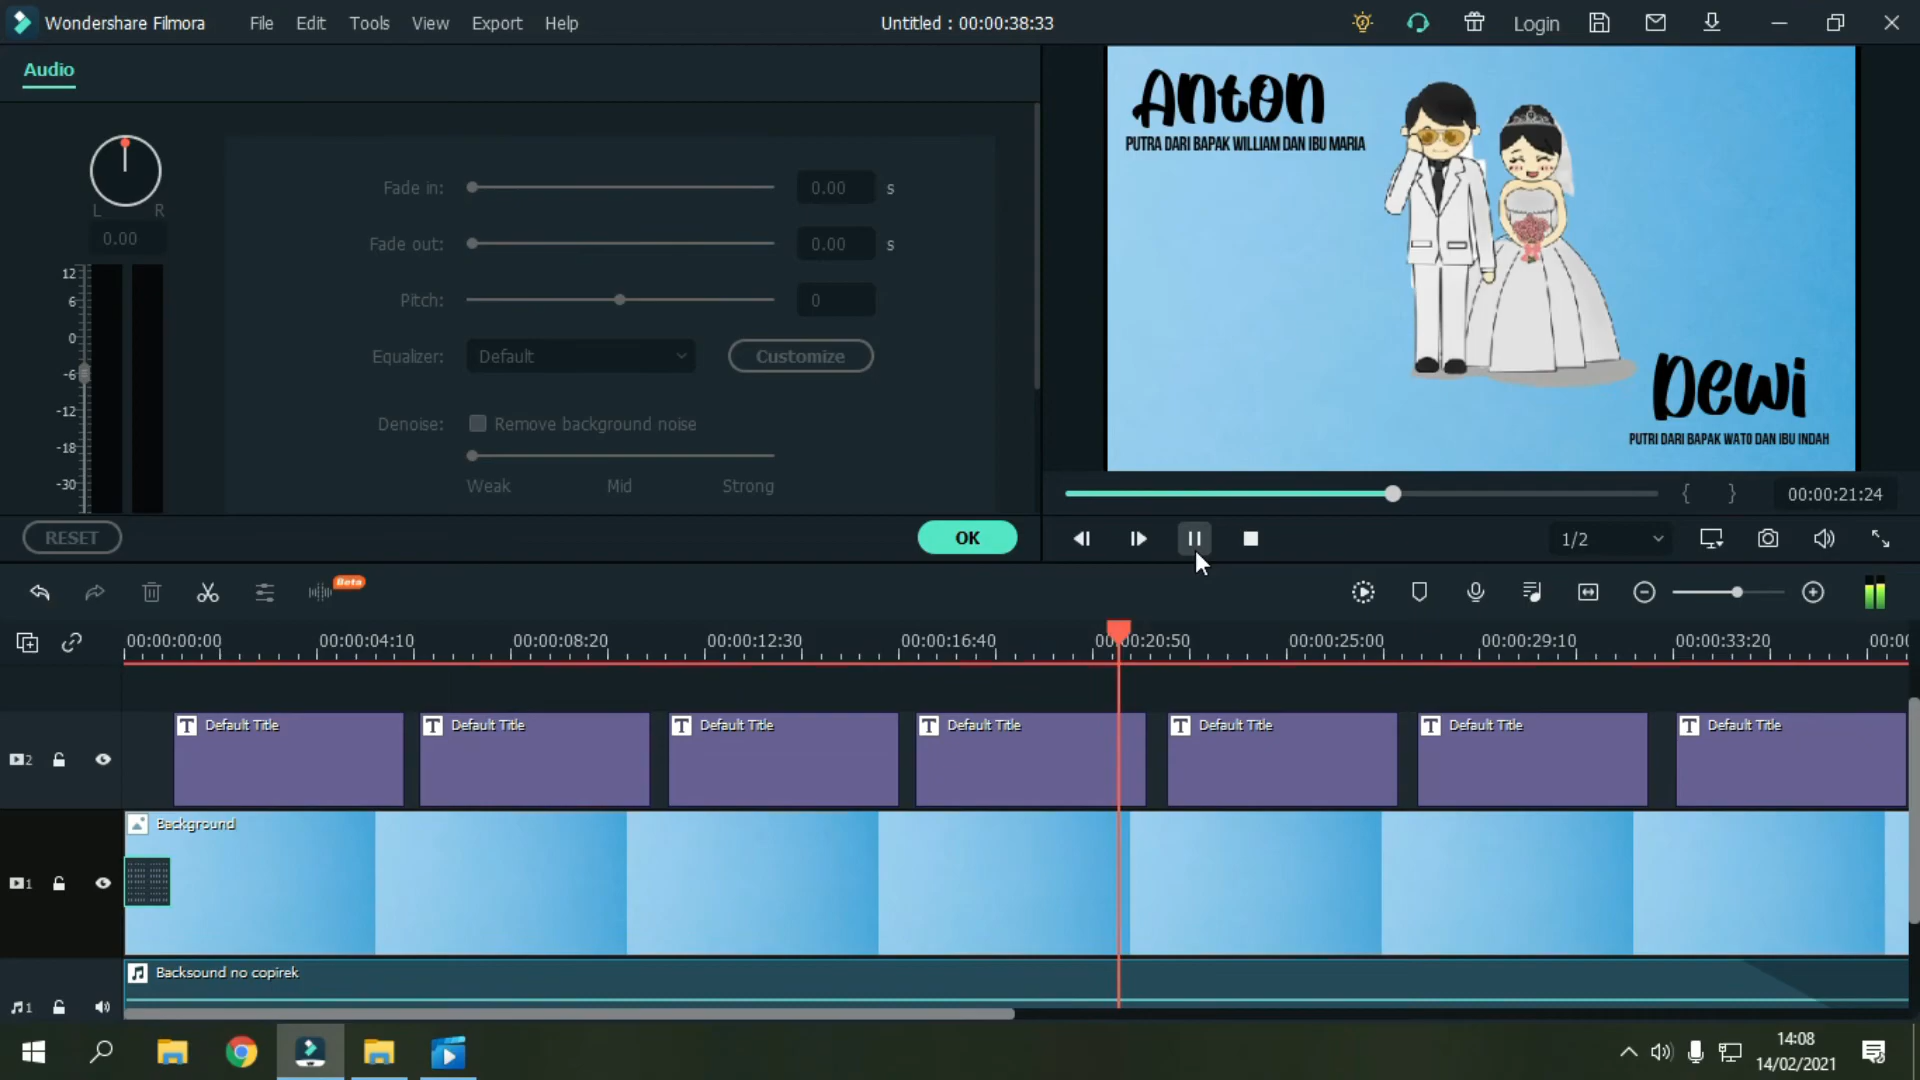 Wondershare Filmora
File
Edit
Tools
View
Export
Help
Untitled : 00:00:38:33
Login
Audio
L
R
0.00
12
6
0
-6
-12
-18
-30
Fade in:
0.00
s
Fade out:
0.00
s
Pitch:
0
Equalizer:
Default
Customize
Denoise:
Remove background noise
Weak
Mid
Strong
RESET
OK
Anton
PUTRA DARI BAPAK WILLIAM DAN IBU MARIA
Dewi
PUTRI DARI BAPAK WATO DAN IBU INDAH
{ }
00:00:21:24
1/2
Beta
00:00:00:00
00:00:04:10
00:00:08:20
00:00:12:30
00:00:16:40
00:00:20:50
00:00:25:00
00:00:29:10
00:00:33:20
T Default Title
T Default Title
T Default Title
T Default Title
T Default Title
T Default Title
T Default Title
2
Background
1
Backsound no copirek
1
14:08
14/02/2021